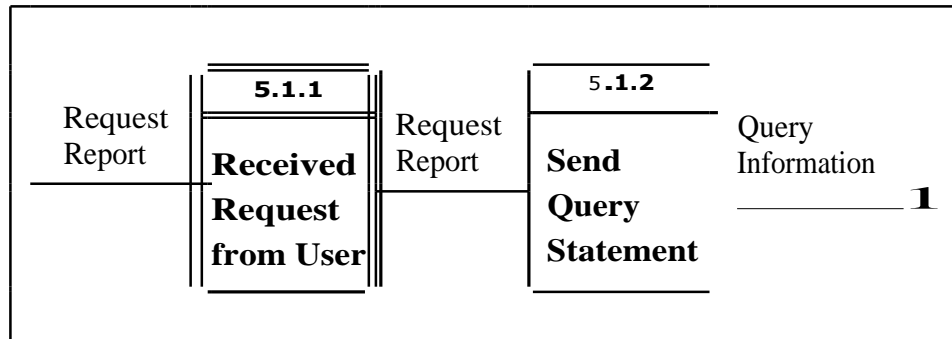 Request
Report
5.1.1
Received
Request
from User
Request
Report
5.1.2
Send
Query
Statement
Query
Information
1